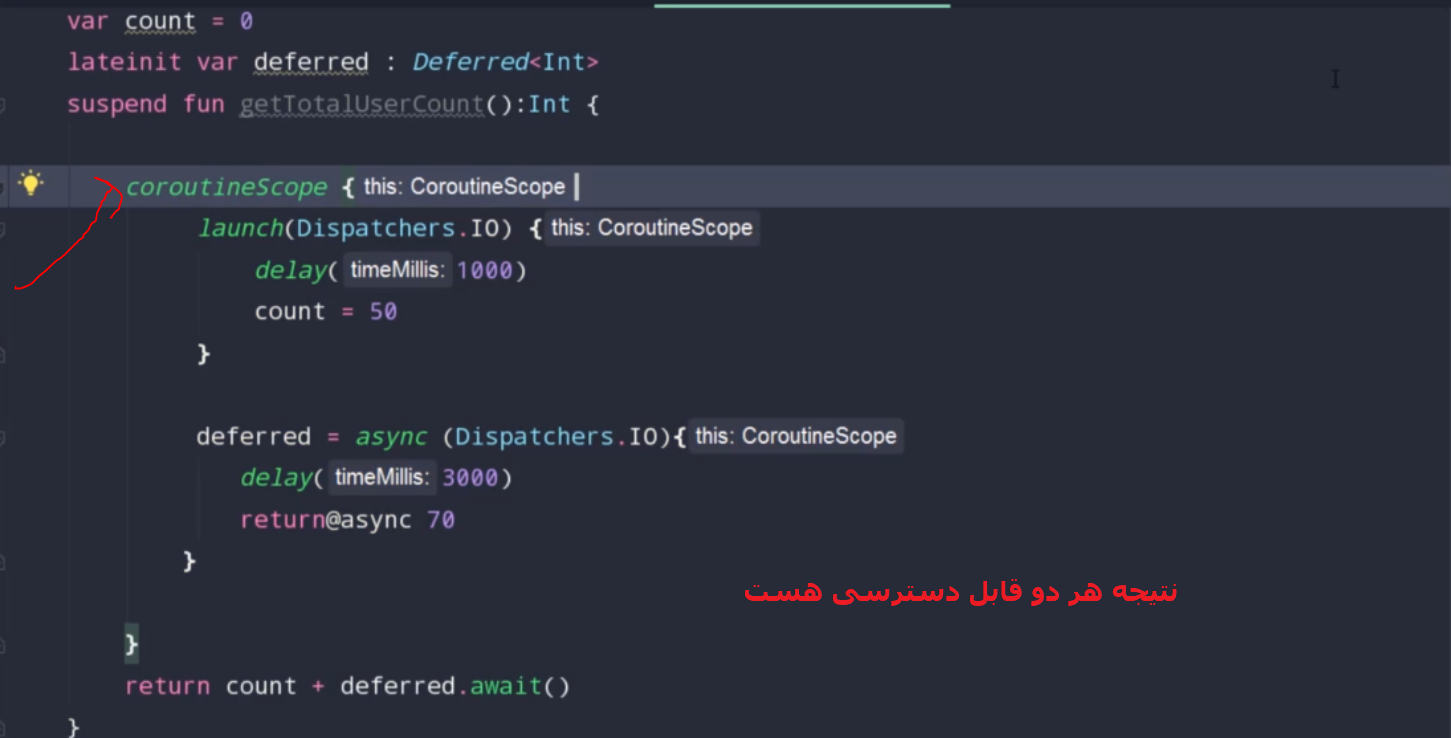 var count = 0
lateinit var deferred : Deferred<Int>
suspend fun getTotalUserCount():Int {
coroutineScope { this: CoroutineScope
launch(Dispatchers.IO) { this: CoroutineScope
delay( timeMillis: 1000)
count = 50
}
deferred = async (Dispatchers.IO){ this: CoroutineScope
delay( timeMillis: 3000)
return@async 70
}
نتیجه هر دو قابل دسترسی هست
}
return count + deferred.await()
}